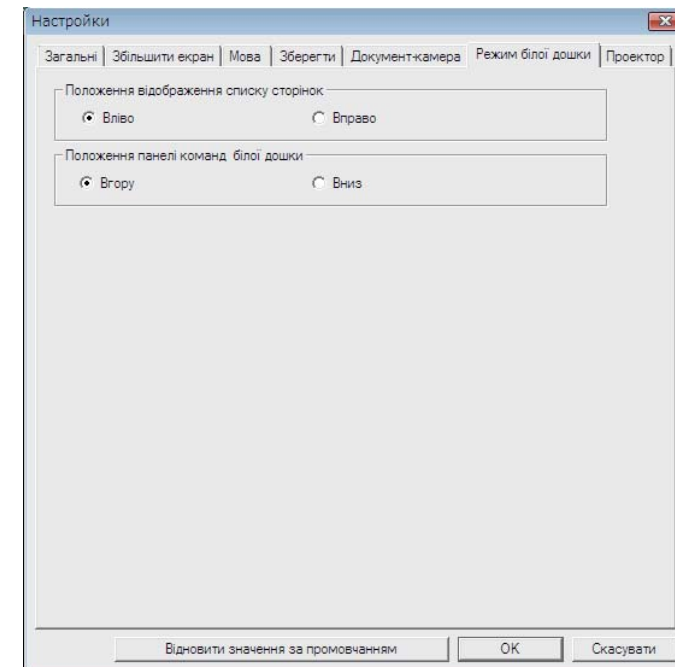 Настройки
Загальні Збільшити екран Мова Зберегти Документ-камера Режим білої дошки Проектор
Положення відображення списку сторінок
Вліво Вправо
Положення панелі команд білої дошки
Вгору Вниз
Відновити значення за промовчанням OK Скасувати